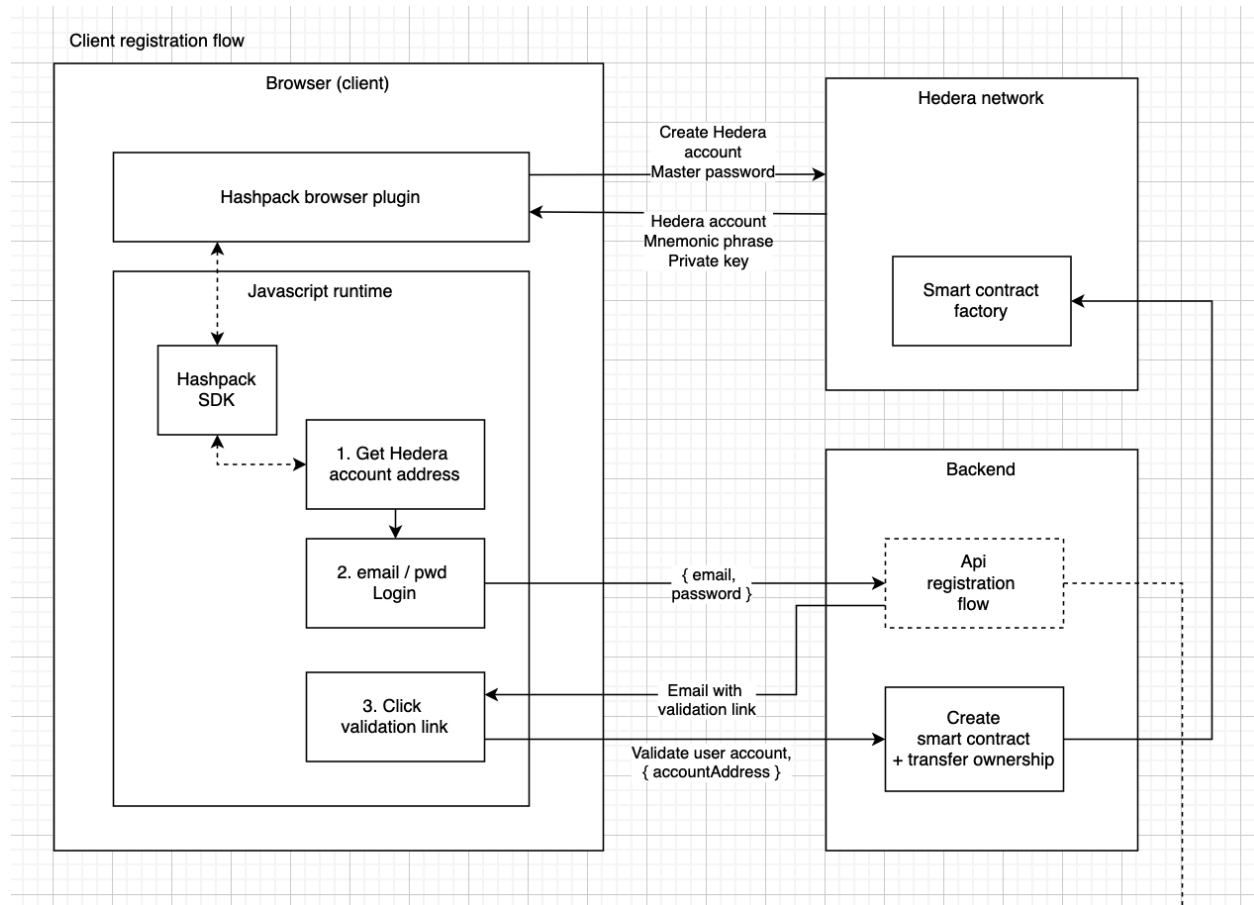 Client registration flow
Browser (client)
Hedera network
Create Hedera
account
Master password
Hashpack browser plugin
Hedera account
Mnemonic phrase
Private key
Javascript runtime
Smart contract
factory
Hashpack
SDK
1. Get Hedera
account address
Backend
2. email / pwd
Login
{ email,
password }
Api
registration
flow
3. Click
validation link
Email with
validation link
Validate user account,
{ accountAddress }
Create
smart contract
+ transfer ownership